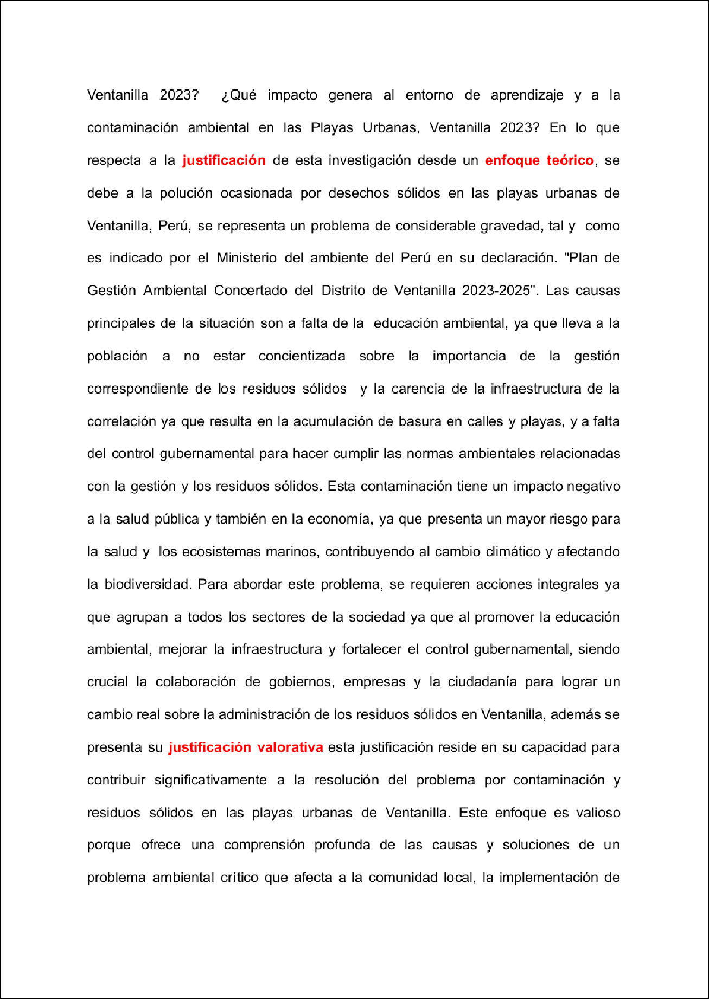 Ventanilla 2023? ¿Qué impacto genera al entorno de aprendizaje y a la
contaminación ambiental en las Playas Urbanas, Ventanilla 2023? En lo que
respecta a la justificación de esta investigación desde un enfoque teórico, se
debe a la polución ocasionada por desechos sólidos en las playas urbanas de
Ventanilla, Perú, se representa un problema de considerable gravedad, tal y como
es indicado por el Ministerio del ambiente del Perú en su declaración. "Plan de
Gestión Ambiental Concertado del Distrito de Ventanilla 2023-2025". Las causas
principales de la situación son a falta de la educación ambiental, ya que lleva a la
población a no estar concientizada sobre la importancia de la gestión
correspondiente de los residuos sólidos y la carencia de la infraestructura de la
correlación ya que resulta en la acumulación de basura en calles y playas, y a falta
del control gubernamental para hacer cumplir las normas ambientales relacionadas
con la gestión y los residuos sólidos. Esta contaminación tiene un impacto negativo
a la salud pública y también en la economía, ya que presenta un mayor riesgo para
la salud y los ecosistemas marinos, contribuyendo al cambio climático y afectando
la biodiversidad. Para abordar este problema, se requieren acciones integrales ya
que agrupan a todos los sectores de la sociedad ya que al promover la educación
ambiental, mejorar la infraestructura y fortalecer el control gubernamental, siendo
crucial la colaboración de gobiernos, empresas y la ciudadanía para lograr un
cambio real sobre la administración de los residuos sólidos en Ventanilla, además se
presenta su justificación valorativa esta justificación reside en su capacidad para
contribuir significativamente a la resolución del problema por contaminación y
residuos sólidos en las playas urbanas de Ventanilla. Este enfoque es valioso
porque ofrece una comprensión profunda de las causas y soluciones de un
problema ambiental crítico que afecta a la comunidad local, la implementación de